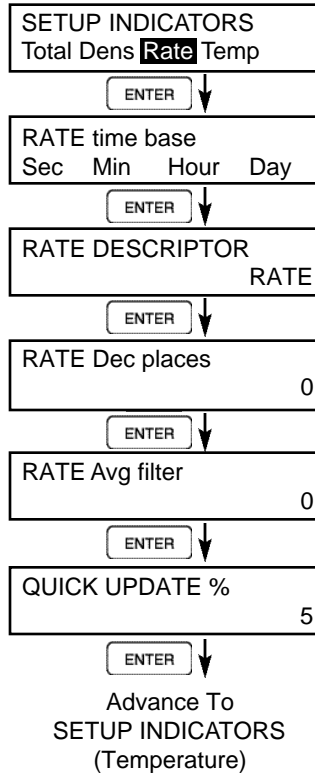 SETUP INDICATORS
Total Dens Rate Temp
ENTER
RATE time base
Sec Min Hour Day
ENTER
RATE DESCRIPTOR
RATE
ENTER
RATE Dec places
0
ENTER
RATE Avg filter
0
ENTER
QUICK UPDATE %
5
ENTER
Advance To
SETUP INDICATORS
(Temperature)